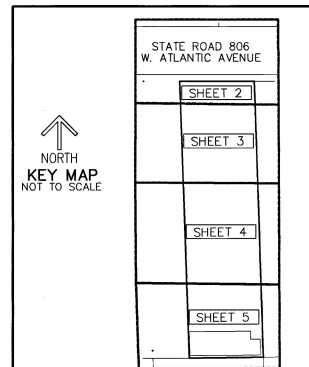 STATE ROAD 806
W. ATLANTIC AVENUE
SHEET 2
SHEET 3
NORTH
KEY MAP
NOT TO SCALE
SHEET 4
SHEET 5